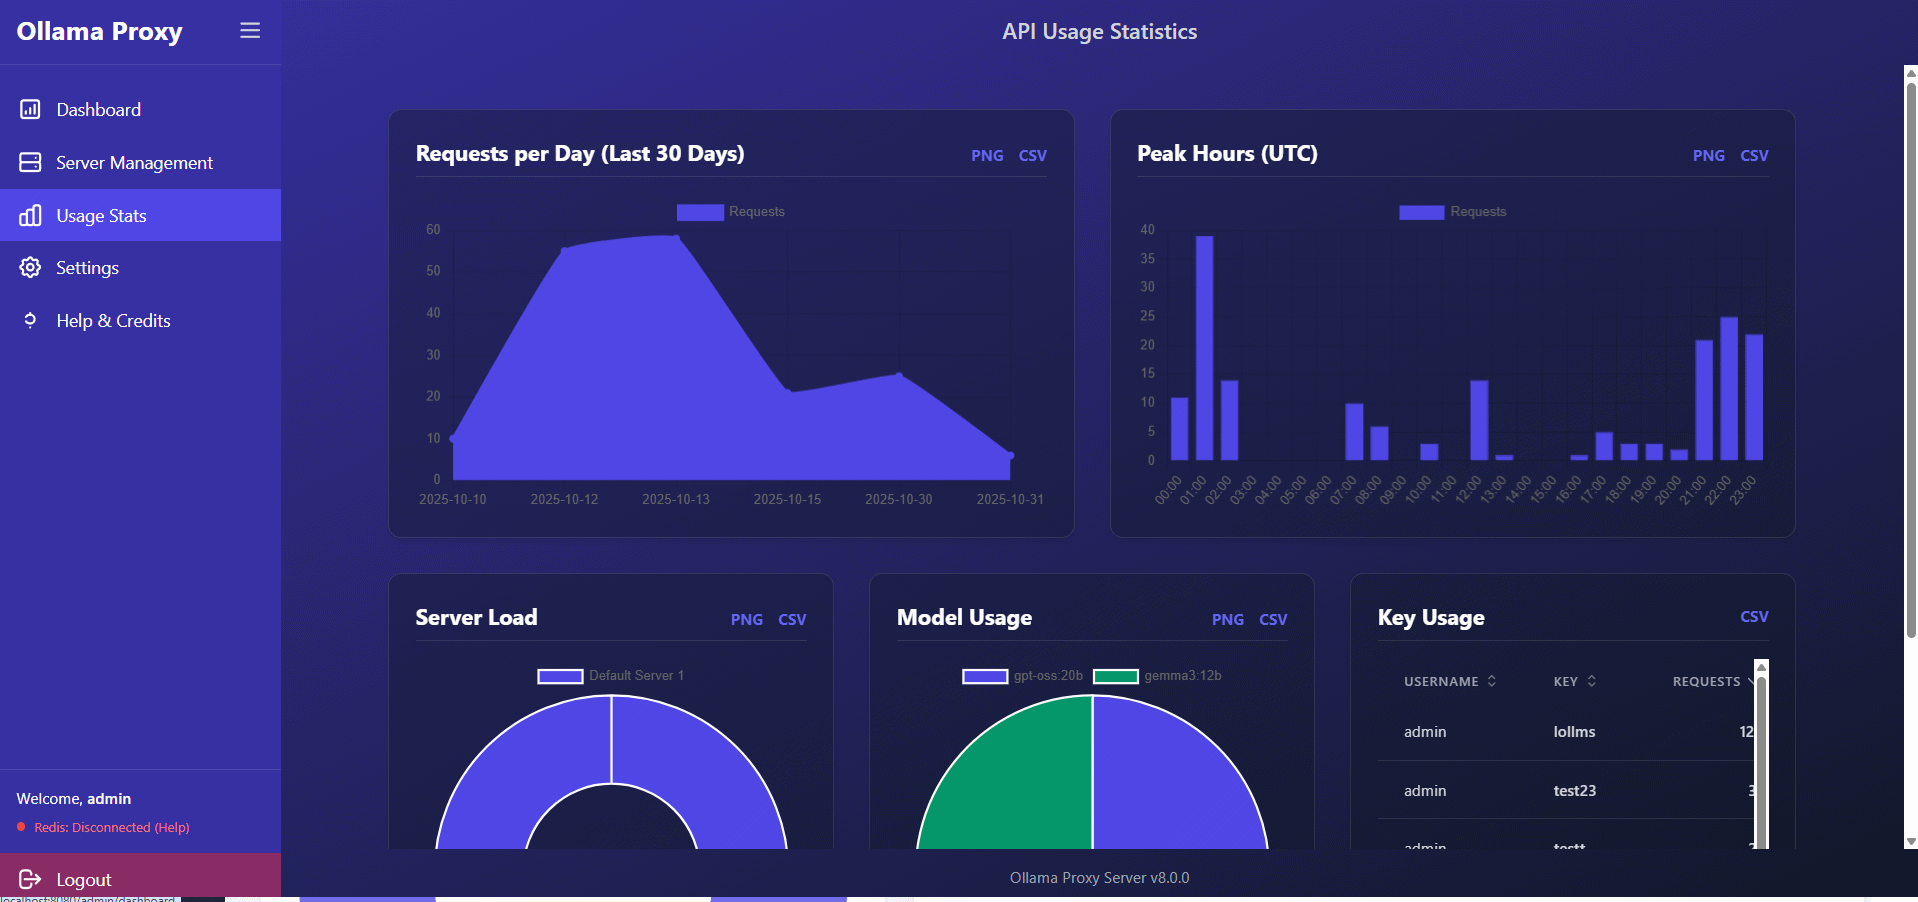 Ollama Proxy
API Usage Statistics
Dashboard
Server Management
Usage Stats
Settings
Help & Credits
Requests per Day (Last 30 Days)
PNG CSV
Requests
60
50
40
30
20
10
0
2025-10-10 2025-10-12 2025-10-13 2025-10-15 2025-10-30 2025-10-31
Peak Hours (UTC)
PNG CSV
Requests
40
35
30
25
20
15
10
5
0
00:00 01:00 02:00 03:00 04:00 05:00 06:00 07:00 08:00 09:00 10:00 11:00 12:00 13:00 14:00 15:00 16:00 17:00 18:00 19:00 20:00 21:00 22:00 23:00
Server Load
PNG CSV
Default Server 1
Model Usage
PNG CSV
gpt-oss:20b gemma3:12b
Key Usage
CSV
USERNAME KEY REQUESTS
admin lollms 12
admin test23 3
admin testt
Welcome, admin
Redis: Disconnected (Help)
Logout
Ollama Proxy Server v8.0.0
localhost:8080/admin/dashboard